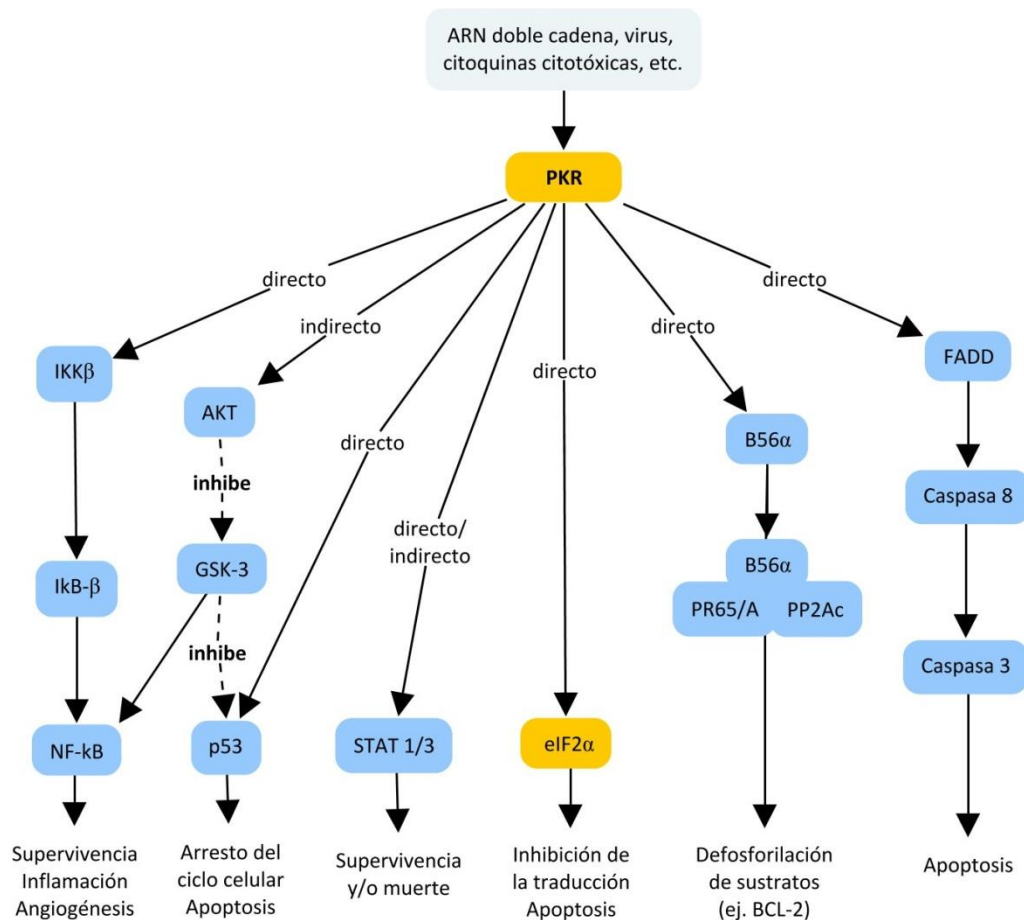 ARN doble cadena, virus,
citoquinas citotóxicas, etc.
PKR
directo
directo
indirecto
directo
directo
IKKβ
FADD
AKT
directo
B56α
inhibe
Caspasa 8
directo/
indirecto
GSK-3
IkB-β
B56α
PR65/A
PP2Ac
inhibe
Caspasa 3
NF-kB
p53
STAT 1/3
eIF2α
Supervivencia
Inflamación
Angiogénesis
Arresto del
ciclo celular
Apoptosis
Supervivencia
y/o muerte
Inhibición de
la traducción
Apoptosis
Defosforilación
de sustratos
(ej. BCL-2)
Apoptosis